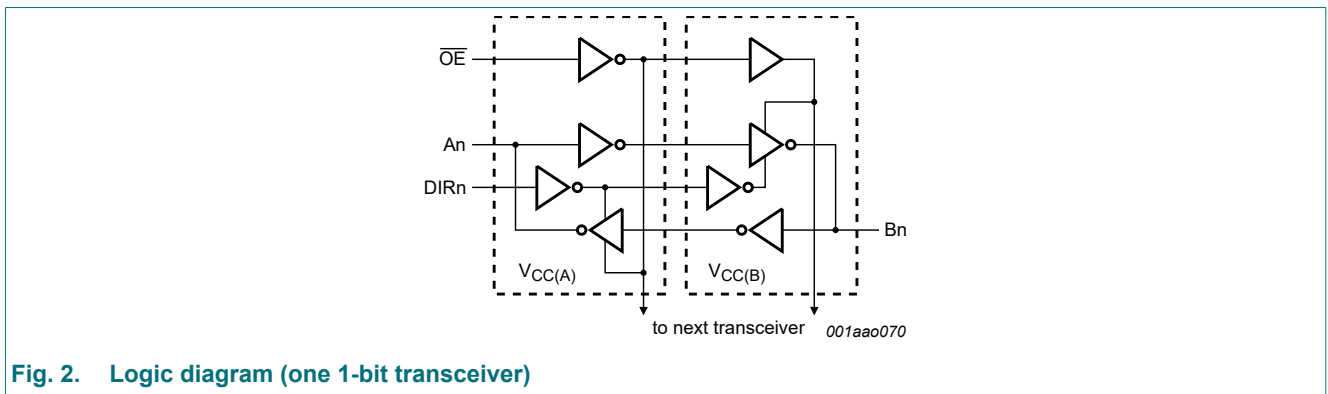 OE
An
DIRn
Bn
VCC(A)
VCC(B)
to next transceiver
001aao070
Fig. 2. Logic diagram (one 1-bit transceiver)